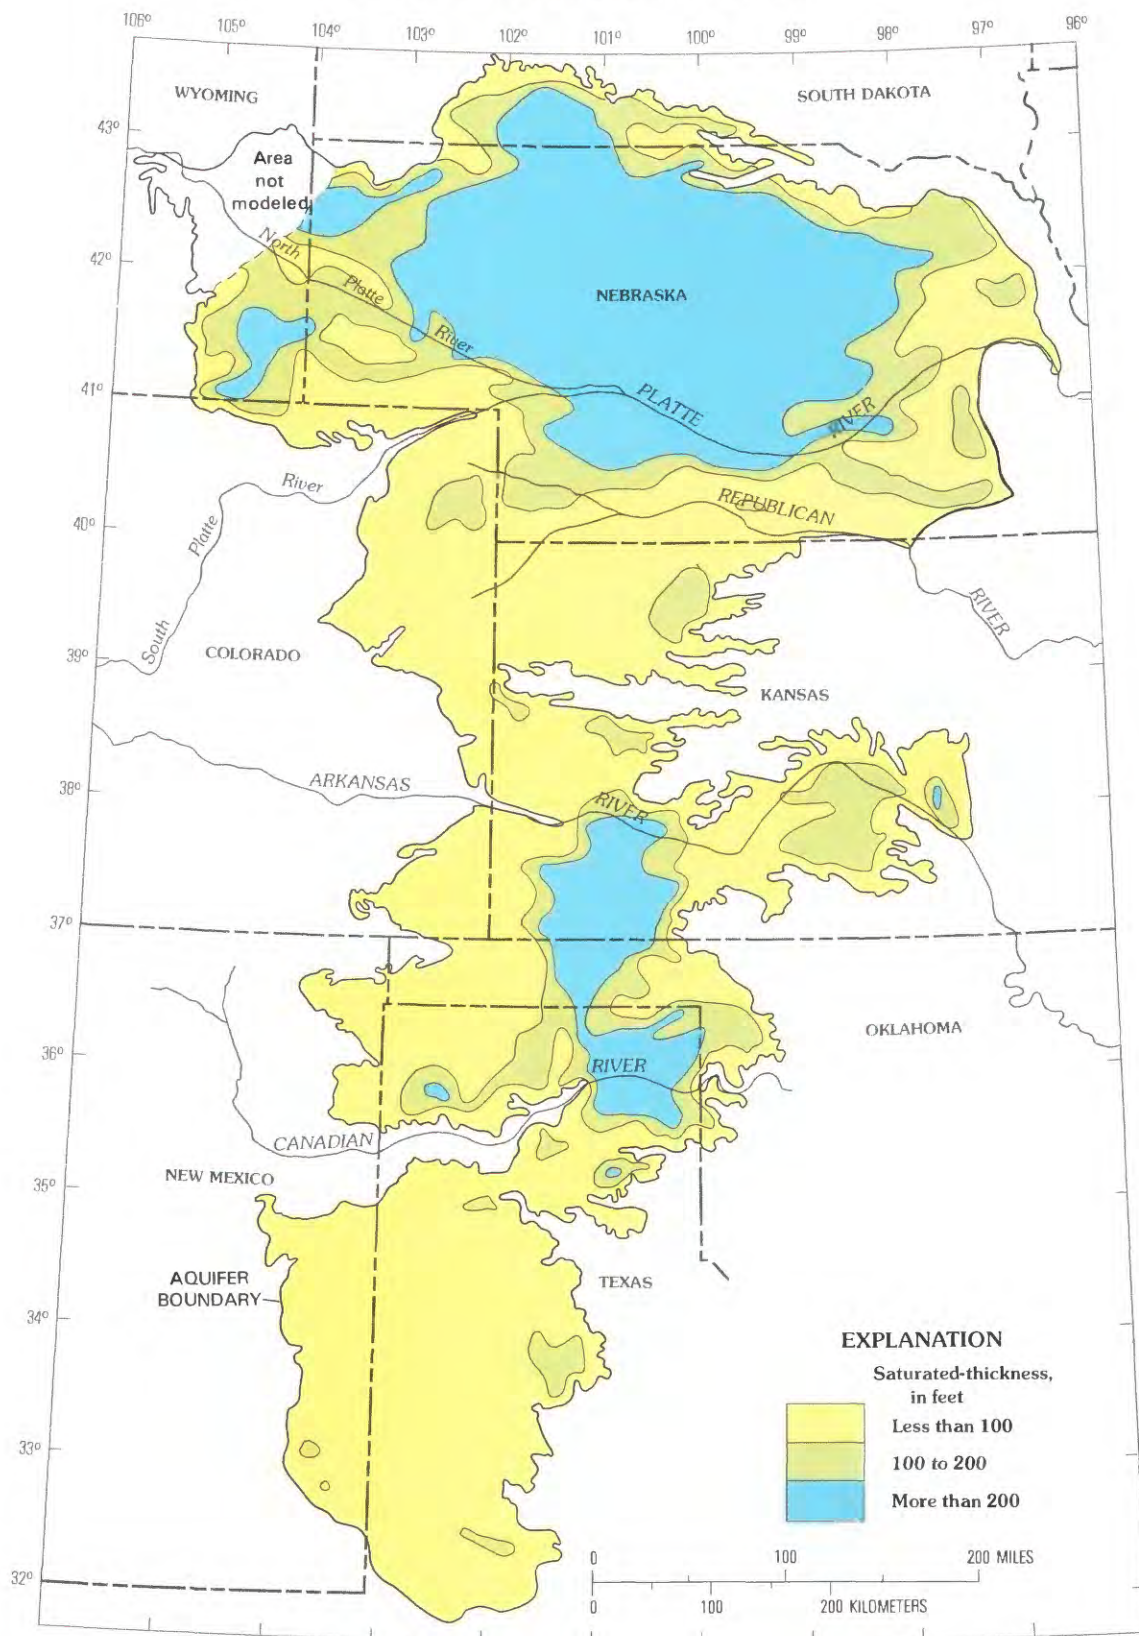 106°
105°
104°
103°
102°
101°
100°
99°
98°
97°
96°
WYOMING
SOUTH DAKOTA
43°
Area
not
modeled
North
Platte
River
42°
NEBRASKA
41°
PLATTE
RIVER
River
Platte
South
REPUBLICAN
RIVER
40°
COLORADO
39°
KANSAS
ARKANSAS
RIVER
38°
37°
OKLAHOMA
36°
RIVER
CANADIAN
NEW MEXICO
35°
AQUIFER
BOUNDARY
TEXAS
34°
33°
32°
EXPLANATION
Saturated-thickness,
in feet
Less than 100
100 to 200
More than 200
0 100 200 MILES
0 100 200 KILOMETERS